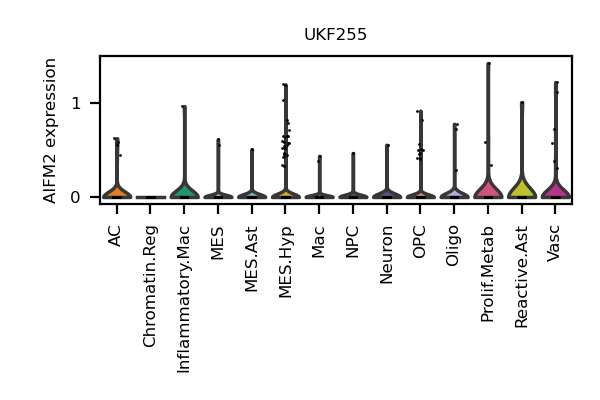 UKF255
AIFM2 expression
1
0
AC
Chromatin.Reg
Inflammatory.Mac
MES
MES.Ast
MES.Hyp
Mac
NPC
Neuron
OPC
Oligo
Prolif.Metab
Reactive.Ast
Vasc